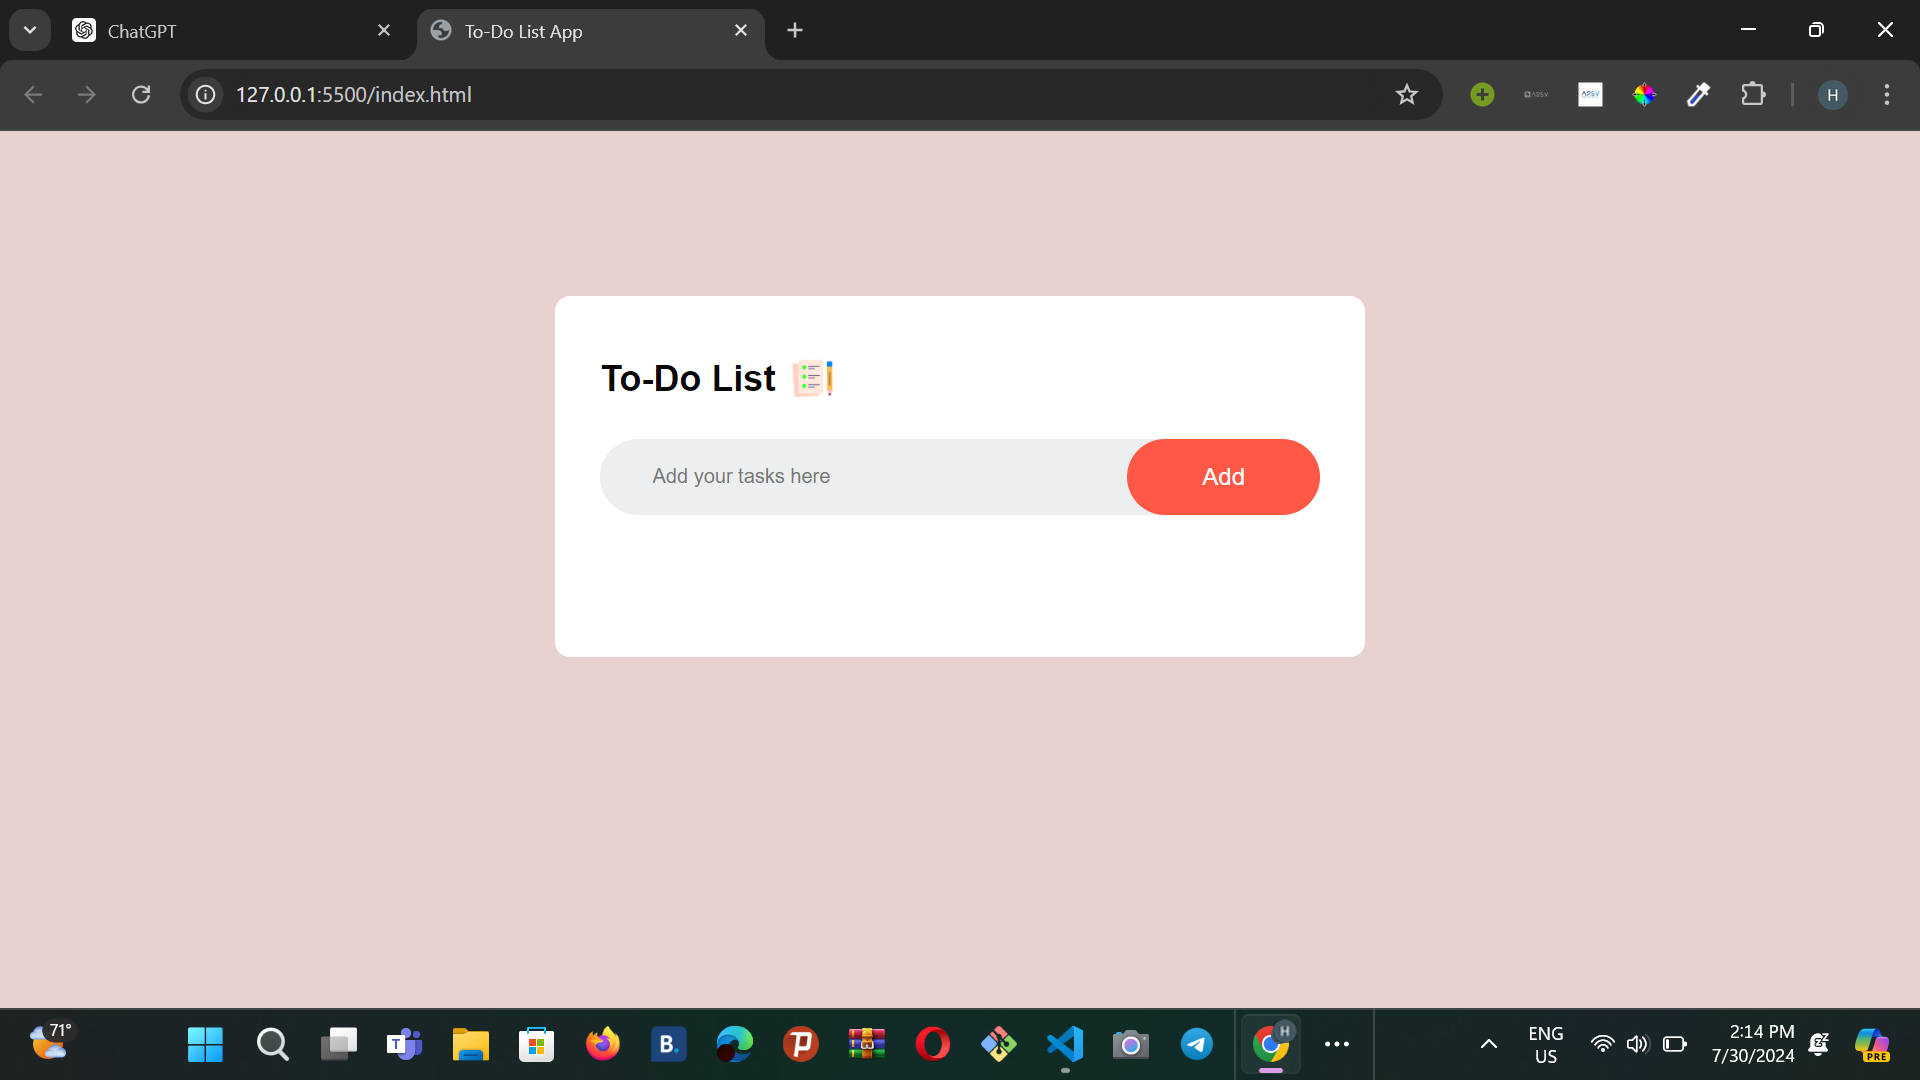 ChatGPT
To-Do List App
127.0.0.1:5500/index.html
H
To-Do List
Add your tasks here
Add
71°
T
B.
H
ENG
US
2:14 PM
7/30/2024
PRE